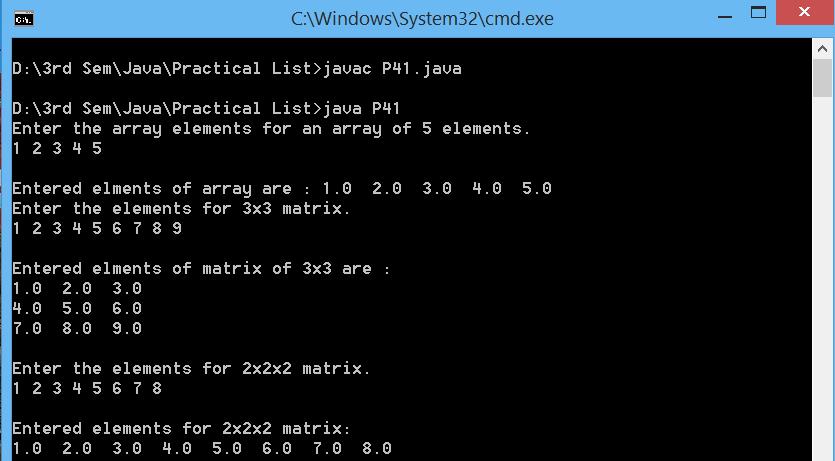 C:\Windows\System32\cmd.exe
D:\3rd Sem\Java\Practical List>javac P41.java
D:\3rd Sem\Java\Practical List>java P41
Enter the array elements for an array of 5 elements.
1 2 3 4 5
Entered elments of array are : 1.0  2.0  3.0  4.0  5.0
Enter the elements for 3x3 matrix.
1 2 3 4 5 6 7 8 9
Entered elments of matrix of 3x3 are :
1.0  2.0  3.0
4.0  5.0  6.0
7.0  8.0  9.0
Enter the elements for 2x2x2 matrix.
1 2 3 4 5 6 7 8
Entered elements for 2x2x2 matrix:
1.0  2.0  3.0  4.0  5.0  6.0  7.0  8.0